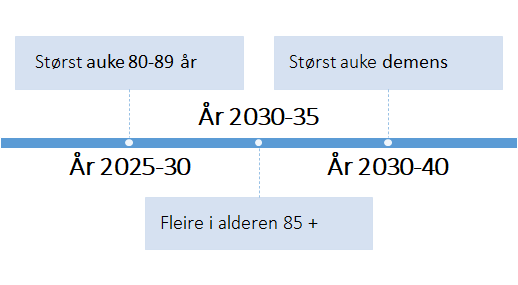 Størst auke 80-89 år
Størst auke demens
År 2030-35
År 2025-30
År 2030-40
Fleire i alderen 85 +